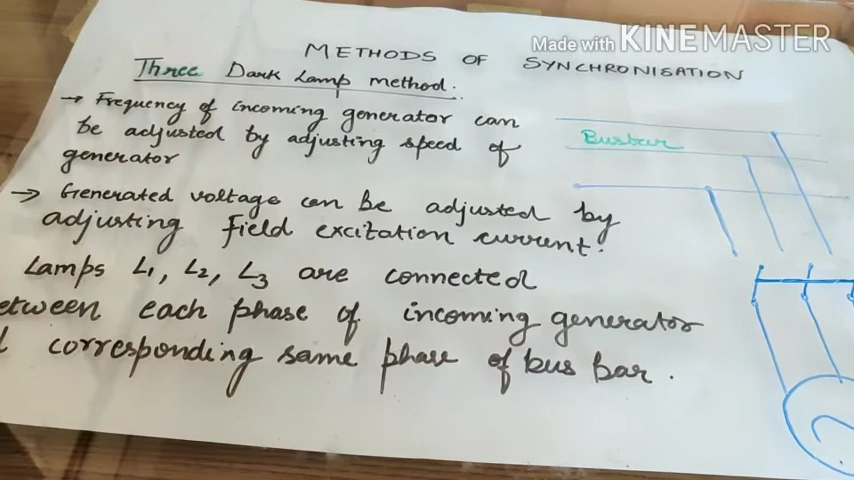 Made with KINEMASTER
METHODS OF SYNCHRONISATION
Three Dark Lamp method.
→ Frequency of incoming generator can
be adjusted by adjusting speed of
generator
→ Generated voltage can be adjusted by
adjusting field excitation current.
Lamps L1, L2, L3 are connected
etween each phase of incoming generator
corresponding same phase of bus bar.
Busbar